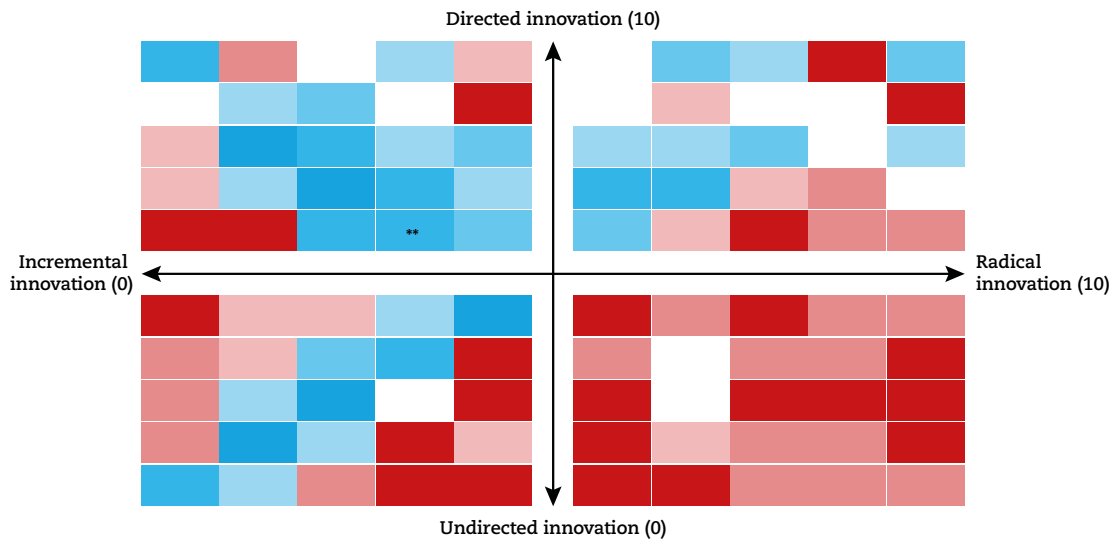 Directed innovation (10)
**
Incremental
innovation (0)
Radical
innovation (10)
Undirected innovation (0)